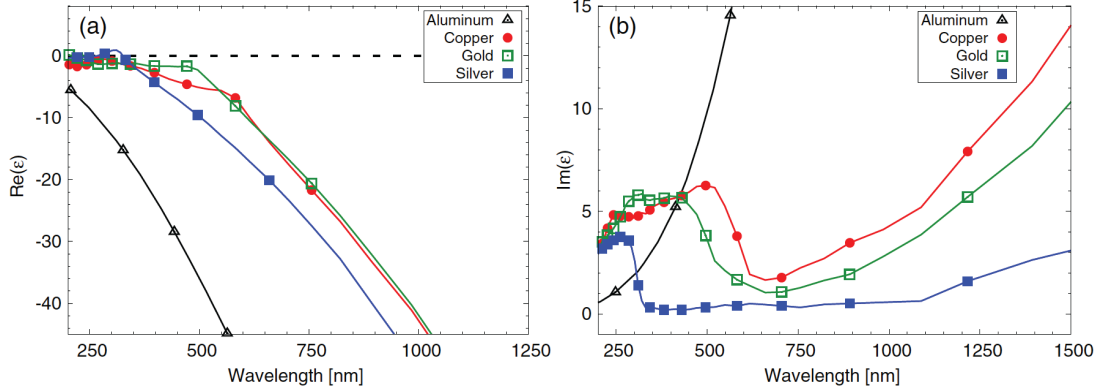 (a)
Aluminum
Copper
Gold
Silver
0
-10
-20
-30
-40
Re(ε)
250
500
750
1000
1250
Wavelength [nm]
(b)
Aluminum
Copper
Gold
Silver
15
10
5
0
Im(ε)
250
500
750
1000
1250
1500
Wavelength [nm]